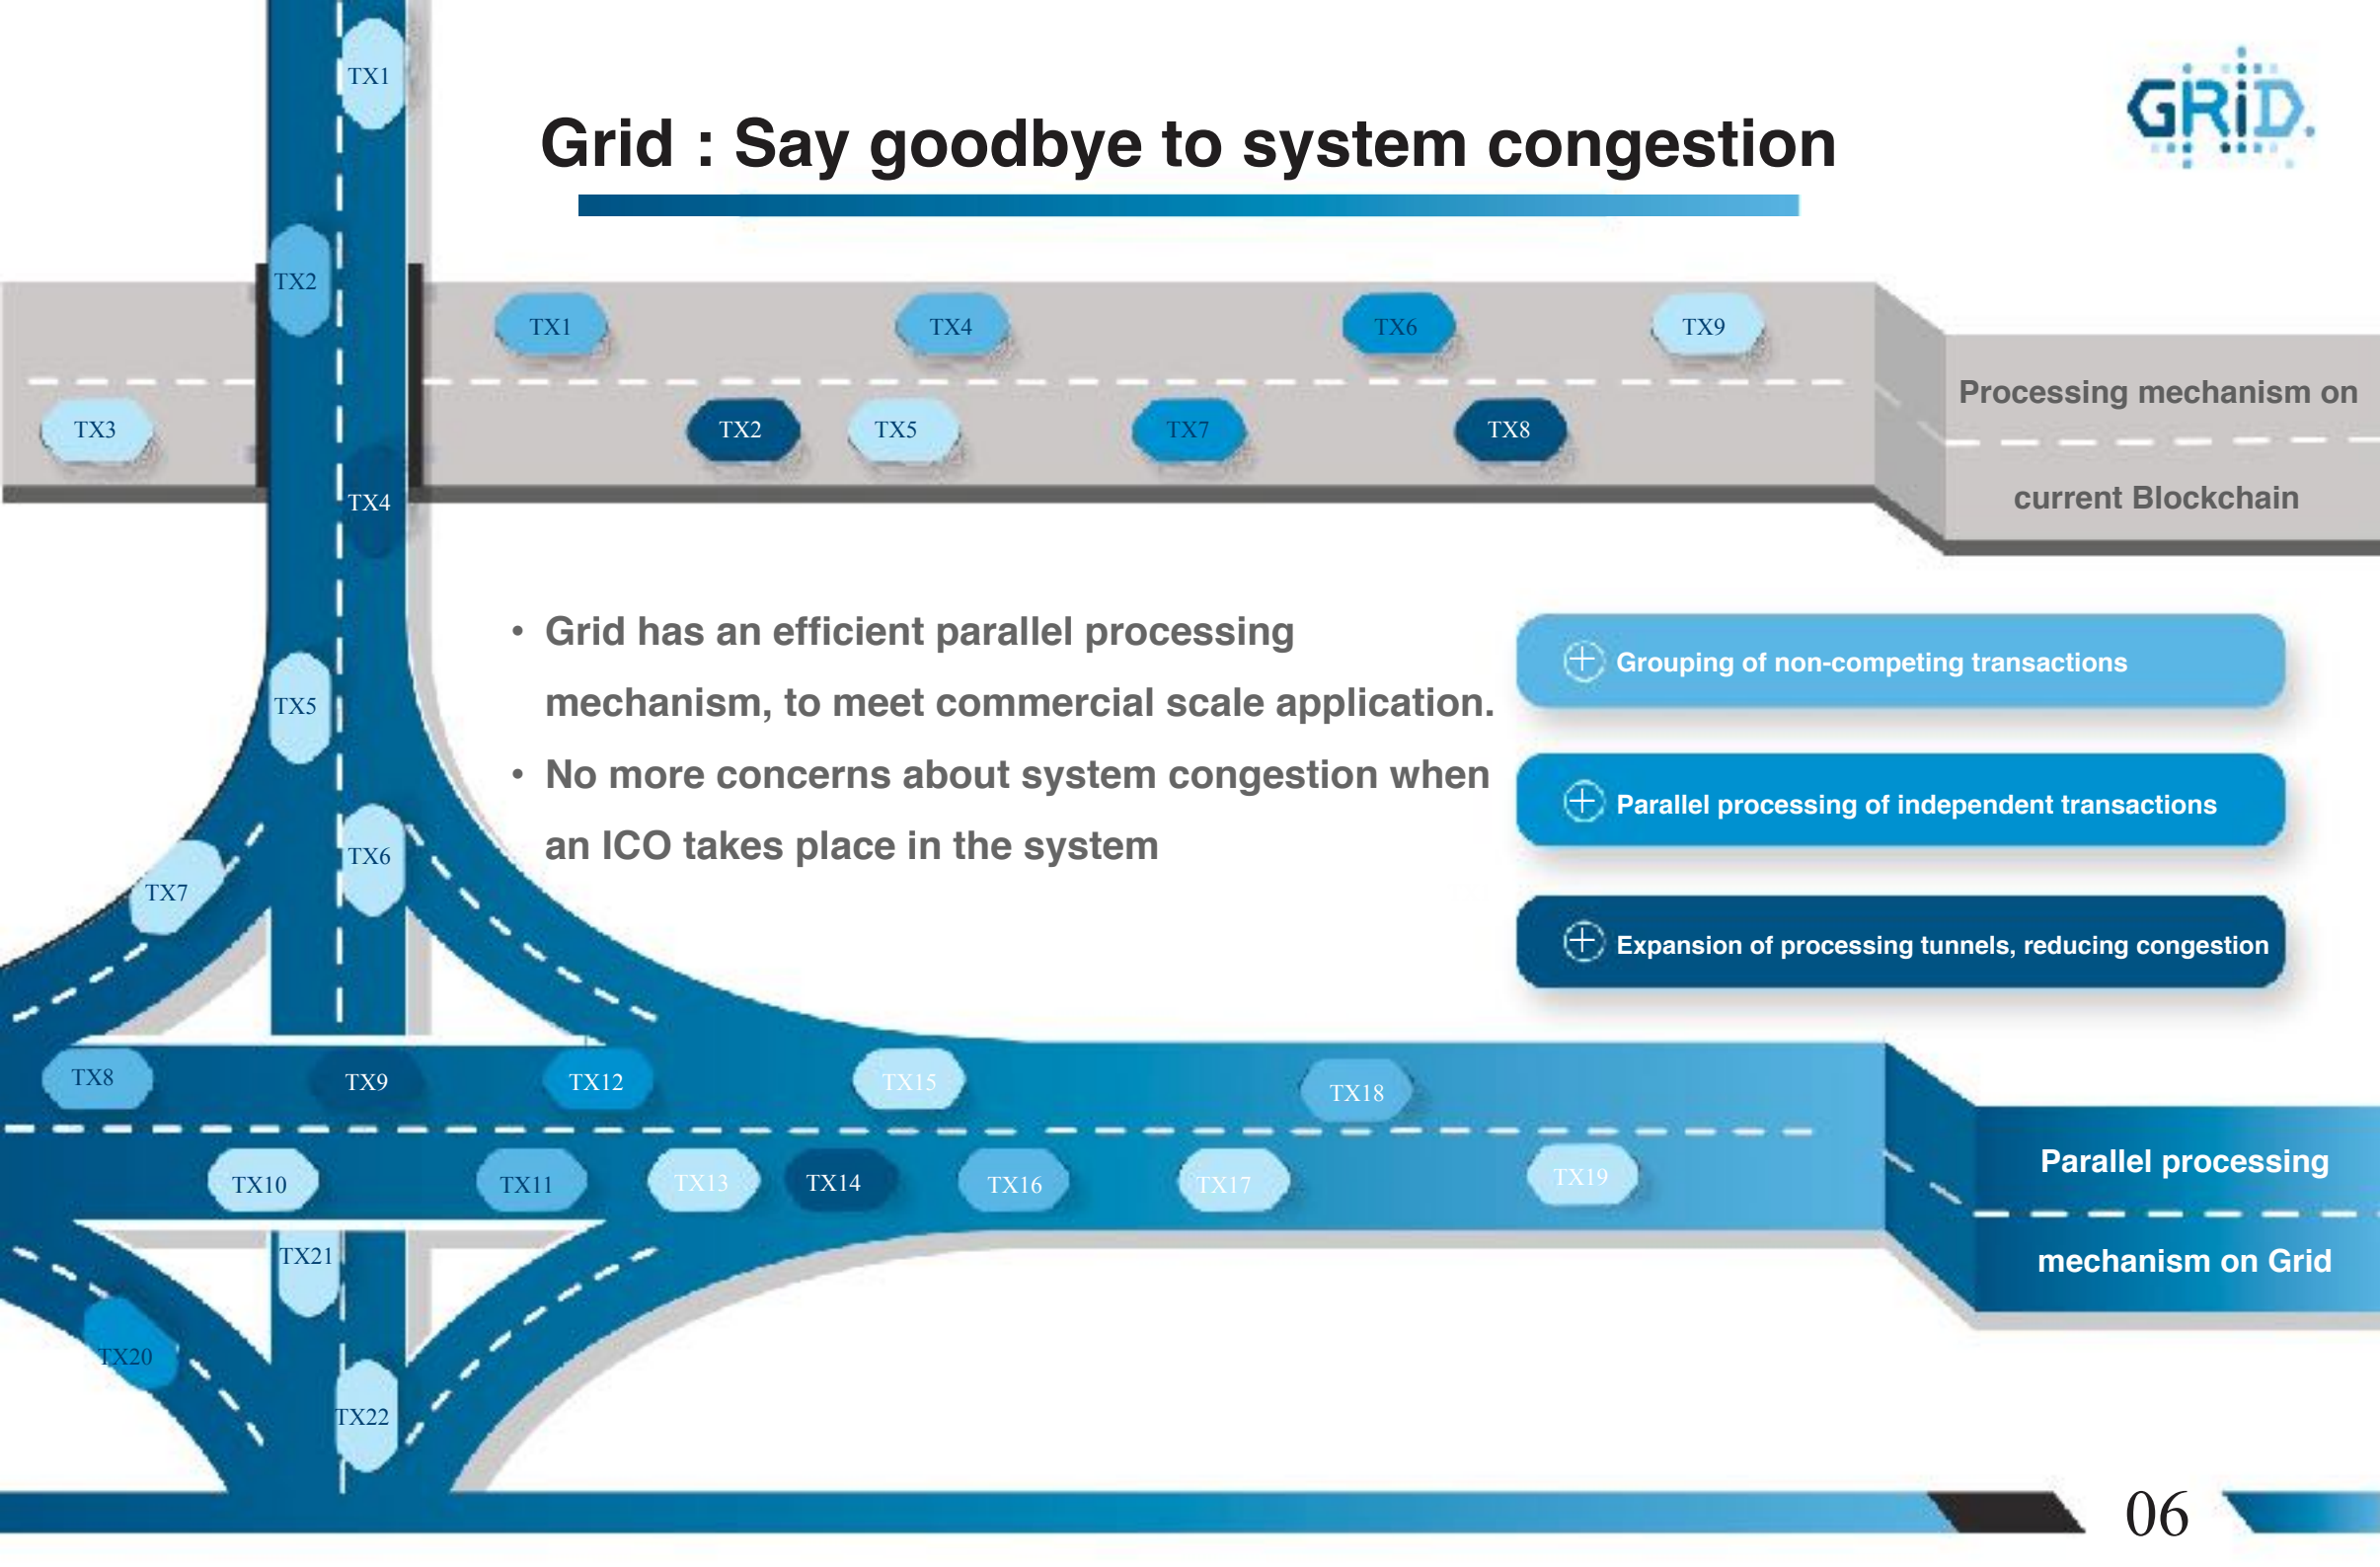 GRiD.
Grid : Say goodbye to system congestion
TX1
TX2
TX1
TX4
TX6
TX9
TX3
TX2
TX5
TX7
TX8
TX4
Processing mechanism on
current Blockchain
• Grid has an efficient parallel processing
mechanism, to meet commercial scale application.
• No more concerns about system congestion when
an ICO takes place in the system
Grouping of non-competing transactions
Parallel processing of independent transactions
Expansion of processing tunnels, reducing congestion
TX5
TX6
TX7
TX8
TX9
TX12
TX15
TX18
TX10
TX11
TX13
TX14
TX16
TX17
TX19
Parallel processing
mechanism on Grid
TX21
TX20
TX22
06